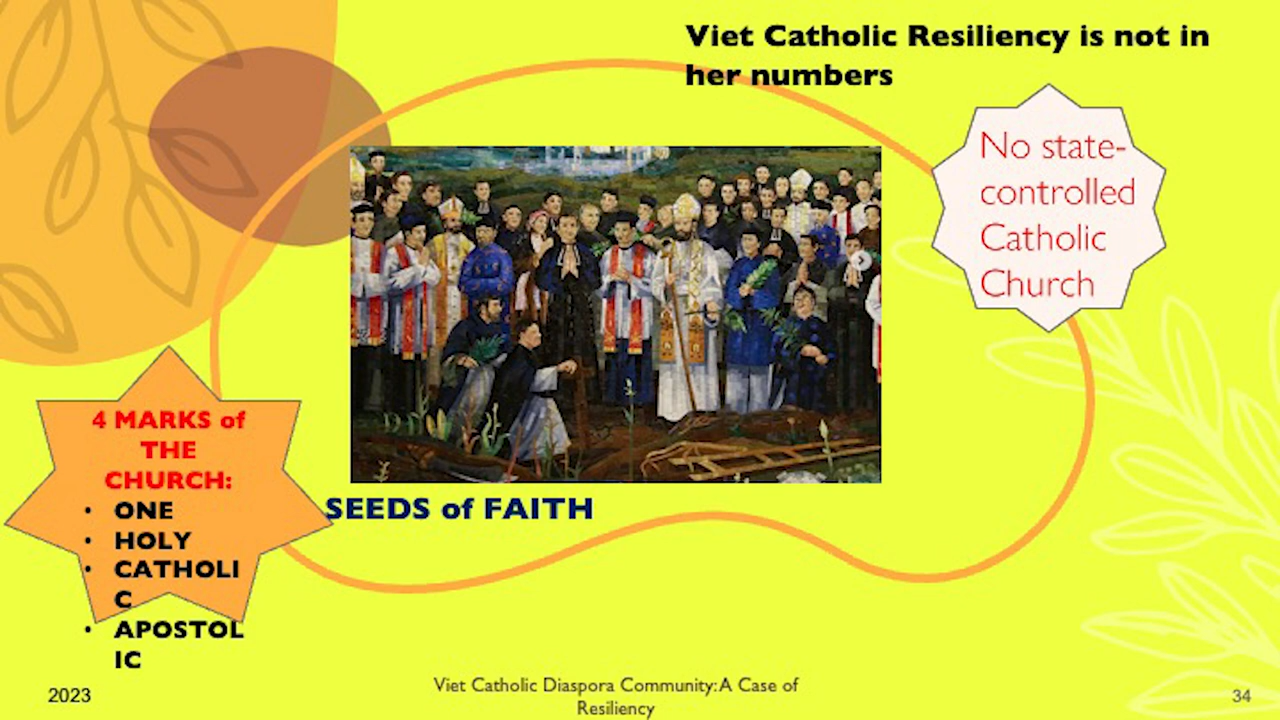 Viet Catholic Resiliency is not in
her numbers
No state-
controlled
Catholic
Church
4 MARKS of
THE
CHURCH:
• ONE
• HOLY
• CATHOLI
C
• APOSTOL
IC
SEEDS of FAITH
2023
Viet Catholic Diaspora Community: A Case of
Resiliency
34